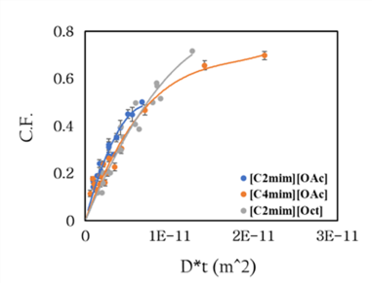 0.8
0.6
C.F.
0.4
0.2
0
[C2mim][OAc]
[C4mim][OAc]
[C2mim][Oct]
0 1E-11 2E-11 3E-11
D*t (m^2)